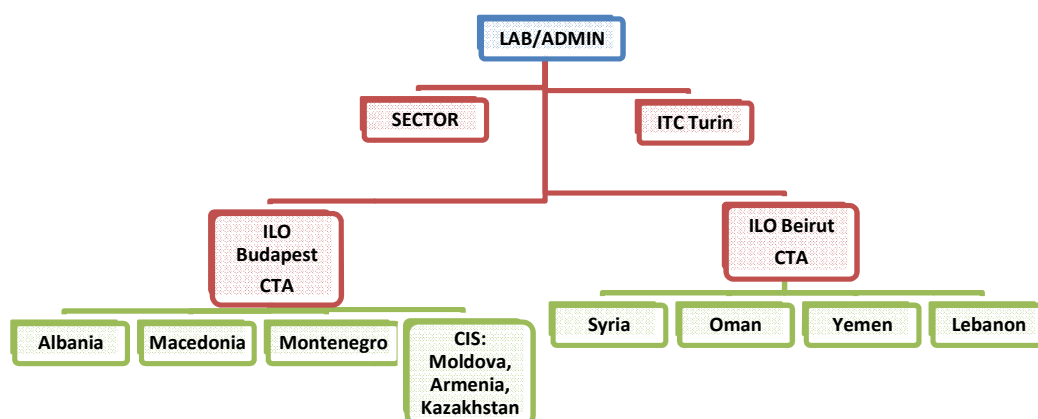 LAB/ADMIN
SECTOR
ITC Turin
ILO
Budapest
CTA
ILO Beirut
CTA
Albania
Macedonia
Montenegro
CIS:
Moldova,
Armenia,
Kazakhstan
Syria
Oman
Yemen
Lebanon